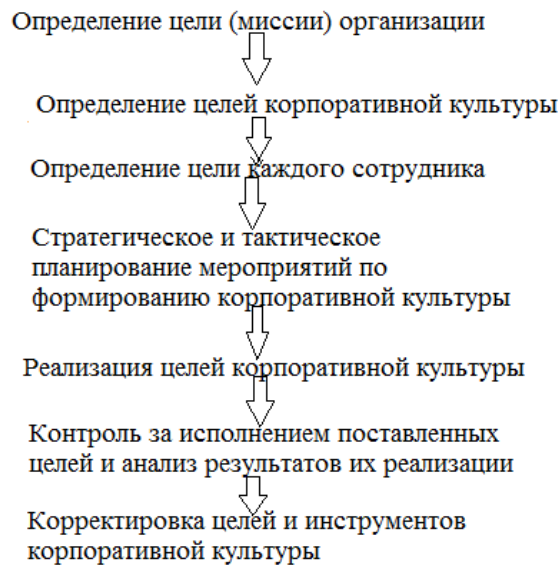 Определение цели (миссии) организации
Определение целей корпоративной культуры
Определение цели каждого сотрудника
Стратегическое и тактическое
планирование мероприятий по
формированию корпоративной культуры
Реализация целей корпоративной культуры
Контроль за исполнением поставленных
целей и анализ результатов их реализации
Корректировка целей и инструментов
корпоративной культуры